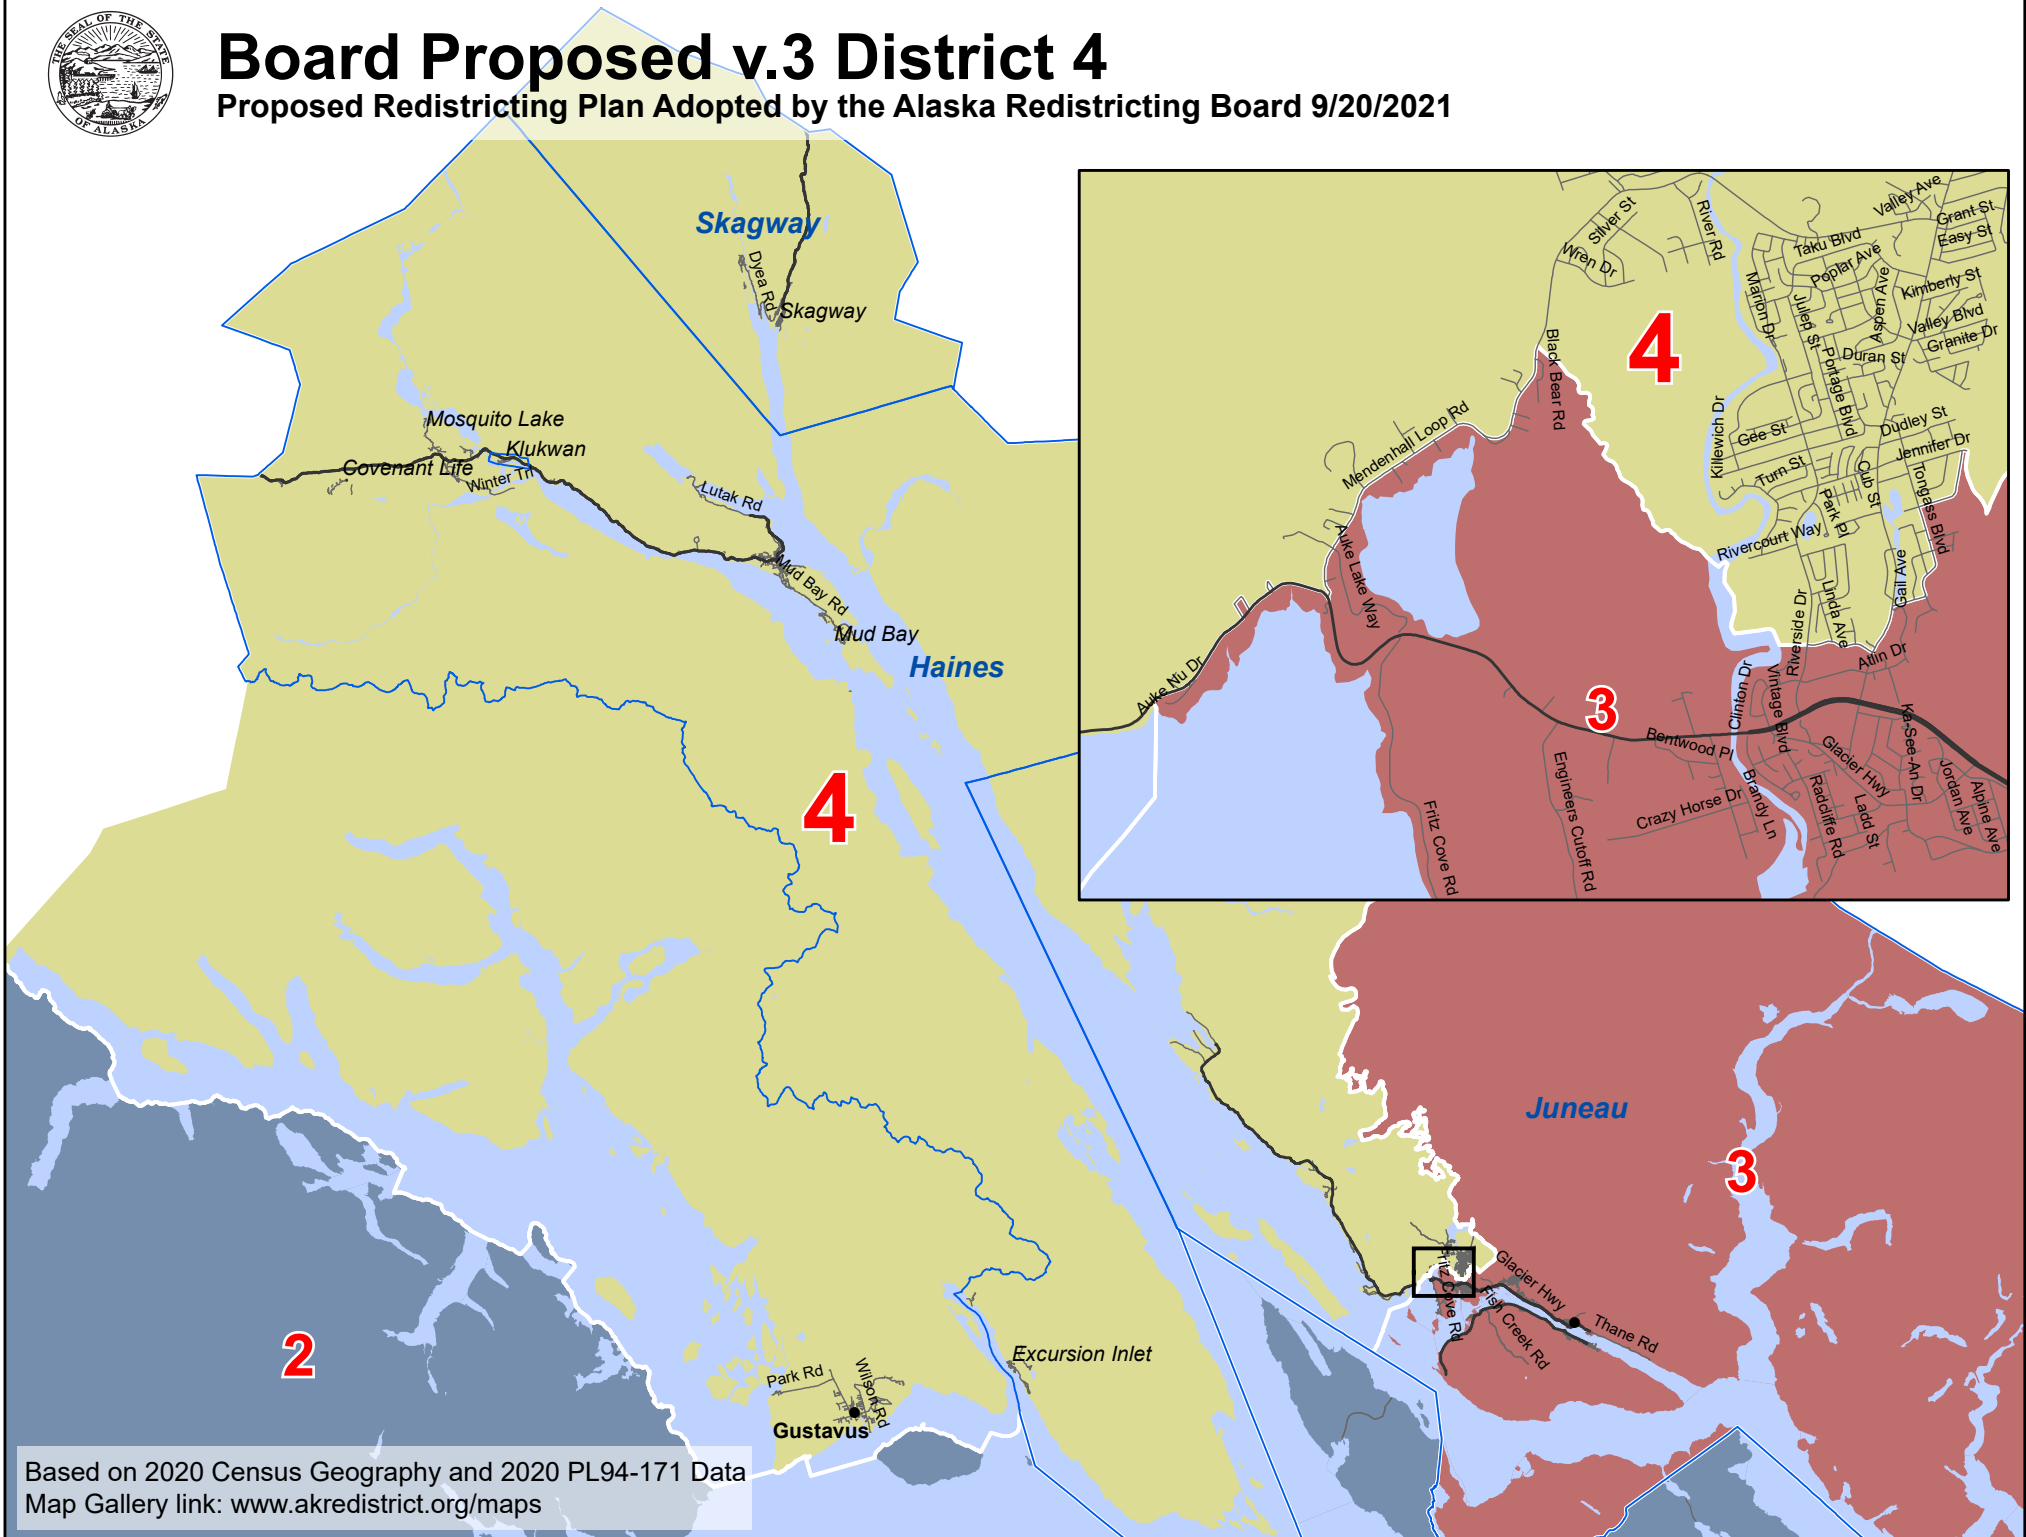 THE SEAL OF THE STATE
OF ALASKA
Board Proposed v.3 District 4
Proposed Redistricting Plan Adopted by the Alaska Redistricting Board 9/20/2021
Skagway
Dyea Rd
Skagway
Mosquito Lake
Klukwan
Covenant Life
Winter Trl
Lutak Rd
Mud Bay Rd
Mud Bay
Haines
4
Silver St
Wren Dr
River Rd
Valley Ave
Grant St
Easy St
Taku Blvd
Poplar Ave
Marion Dr
Julep St
Aspen Ave
Kimberly St
Valley Blvd
Granite Dr
Duran St
Portage Blvd
4
Black Bear Rd
Mendenhall Loop Rd
Killewich Dr
Gee St
Dudley St
Jennifer Dr
Turn St
Cub St
Park Pl
Tongass Blvd
Rivercourt Way
Auke Lake Way
Gail Ave
Linda Ave
Riverside Dr
Atlin Dr
Auke Nu Dr
3
Clinton Dr
Vintage Blvd
Bentwood Pl
Ka-See-An Dr
Glacier Hwy
Engineers Cutoff Rd
Crazy Horse Dr
Brandy Ln
Radcliffe Rd
Ladd St
Jordan Ave
Alpine Ave
Fritz Cove Rd
Juneau
3
Fritz Cove Rd
Glacier Hwy
Fish Creek Rd
Thane Rd
2
Excursion Inlet
Park Rd
Wilson Rd
Gustavus
Based on 2020 Census Geography and 2020 PL94-171 Data
Map Gallery link: www.akredistrict.org/maps